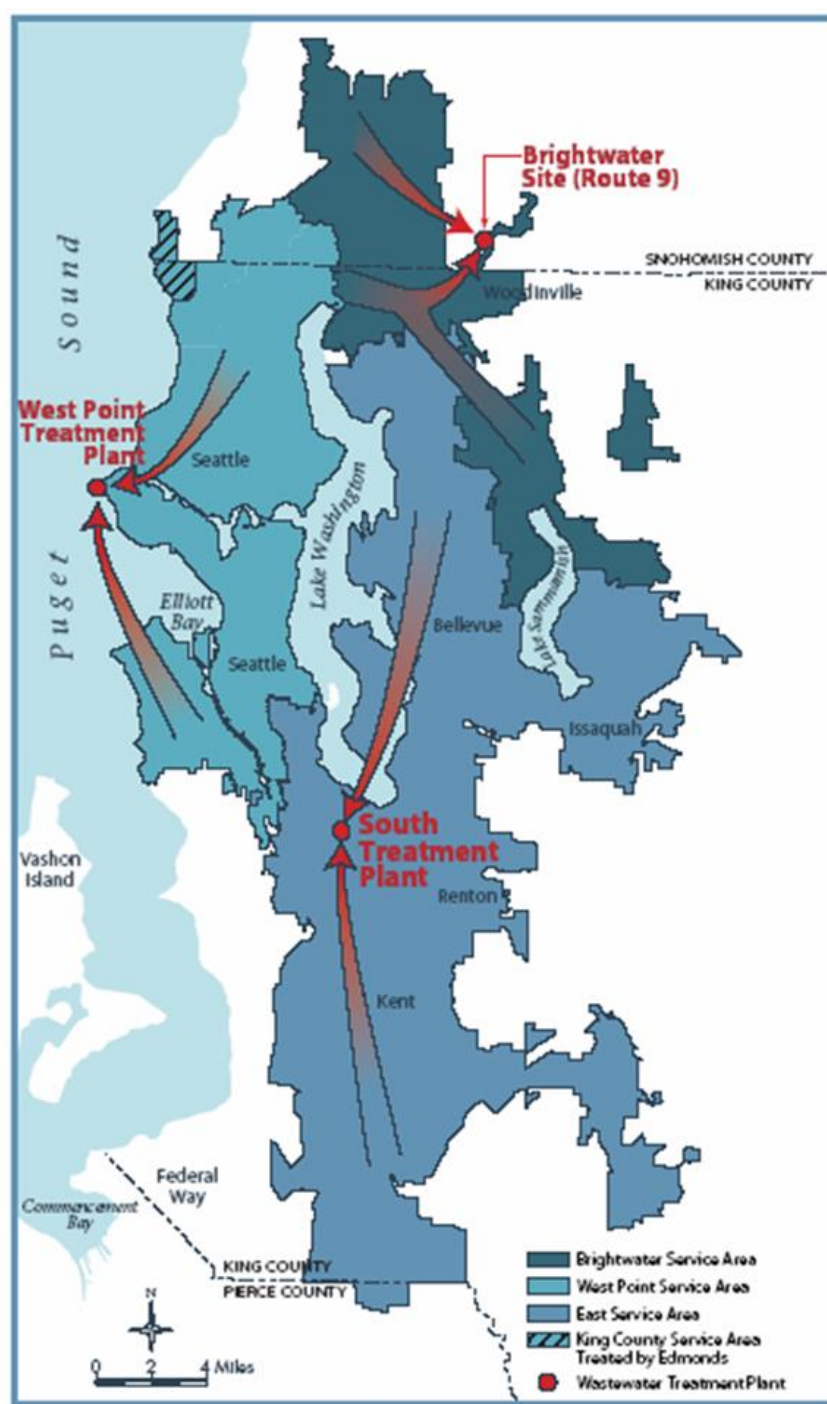 Brightwater
Site (Route 9)
SNOHOMISH COUNTY
KING COUNTY
Woodinville
Puget Sound
West Point
Treatment
Plant
Seattle
Lake Washington
Elliott
Bay
Seattle
Bellevue
Lake Sammamish
Issaquah
South
Treatment
Plant
Vashon
Island
Renton
Kent
Federal
Way
Commencement
Bay
KING COUNTY
PIERCE COUNTY
N
0 2 4 Miles
Brightwater Service Area
West Point Service Area
East Service Area
King County Service Area
Treated by Edmonds
Wastewater Treatment Plant